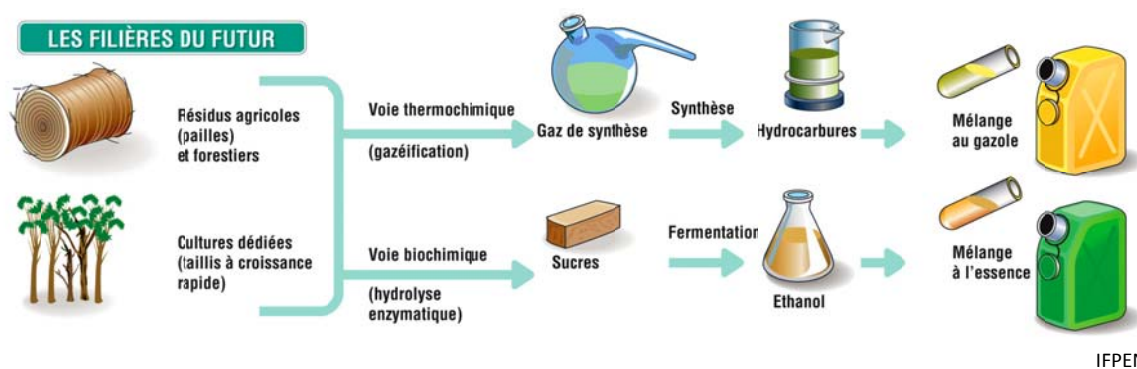 LES FILIÈRES DU FUTUR
Résidus agricoles
(pailles)
et forestiers
Cultures dédiées
(taillis à croissance
rapide)
Voie thermochimique
(gazéification)
Gaz de synthèse
Synthèse
Hydrocarbures
Mélange
au gazole
Voie biochimique
(hydrolyse
enzymatique)
Sucres
Fermentation
Ethanol
Mélange
à l'essence
IFPEN